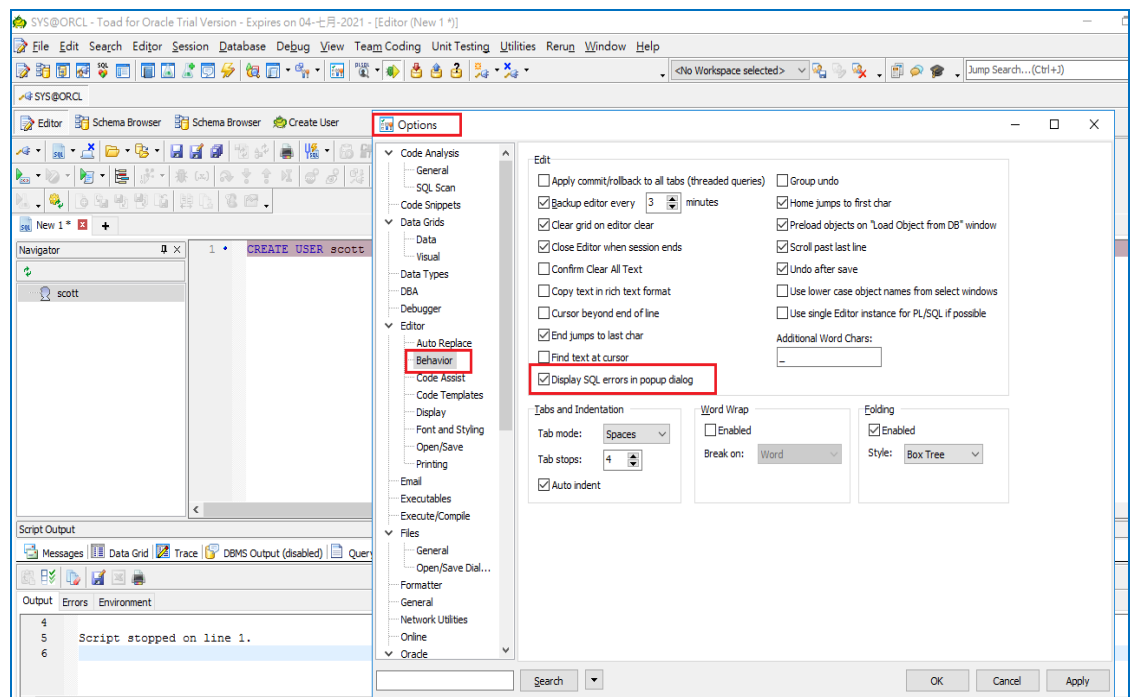 SYS@ORCL - Toad for Oracle Trial Version - Expires on 04-七月-2021 - [Editor (New 1 *)]
File Edit Search Editor Session Database Debug View Team Coding Unit Testing Utilities Rerun Window Help
<No Workspace selected> Jump Search...(Ctrl+J)
SYS@ORCL
Editor Schema Browser Schema Browser Create User
New 1 *
Navigator
scott
1 CREATE USER scott
Script Output
Messages Data Grid Trace DBMS Output (disabled) Query
Output Errors Environment
4
5 Script stopped on line 1.
6
Options
Code Analysis
General
SQL Scan
Code Snippets
Data Grids
Data
Visual
Data Types
DBA
Debugger
Editor
Auto Replace
Behavior
Code Assist
Code Templates
Display
Font and Styling
Open/Save
Printing
Email
Executables
Execute/Compile
Files
General
Open/Save Dial...
Formatter
General
Network Utilities
Online
Oracle
Edit
Apply commit/rollback to all tabs (threaded queries)
Backup editor every 3 minutes
Clear grid on editor clear
Close Editor when session ends
Confirm Clear All Text
Copy text in rich text format
Cursor beyond end of line
End jumps to last char
Find text at cursor
Display SQL errors in popup dialog
Group undo
Home jumps to first char
Preload objects on "Load Object from DB" window
Scroll past last line
Undo after save
Use lower case object names from select windows
Use single Editor instance for PL/SQL if possible
Additional Word Chars:
_
Tabs and Indentation
Tab mode: Spaces
Tab stops: 4
Auto indent
Word Wrap
Enabled
Break on: Word
Folding
Enabled
Style: Box Tree
Search OK Cancel Apply